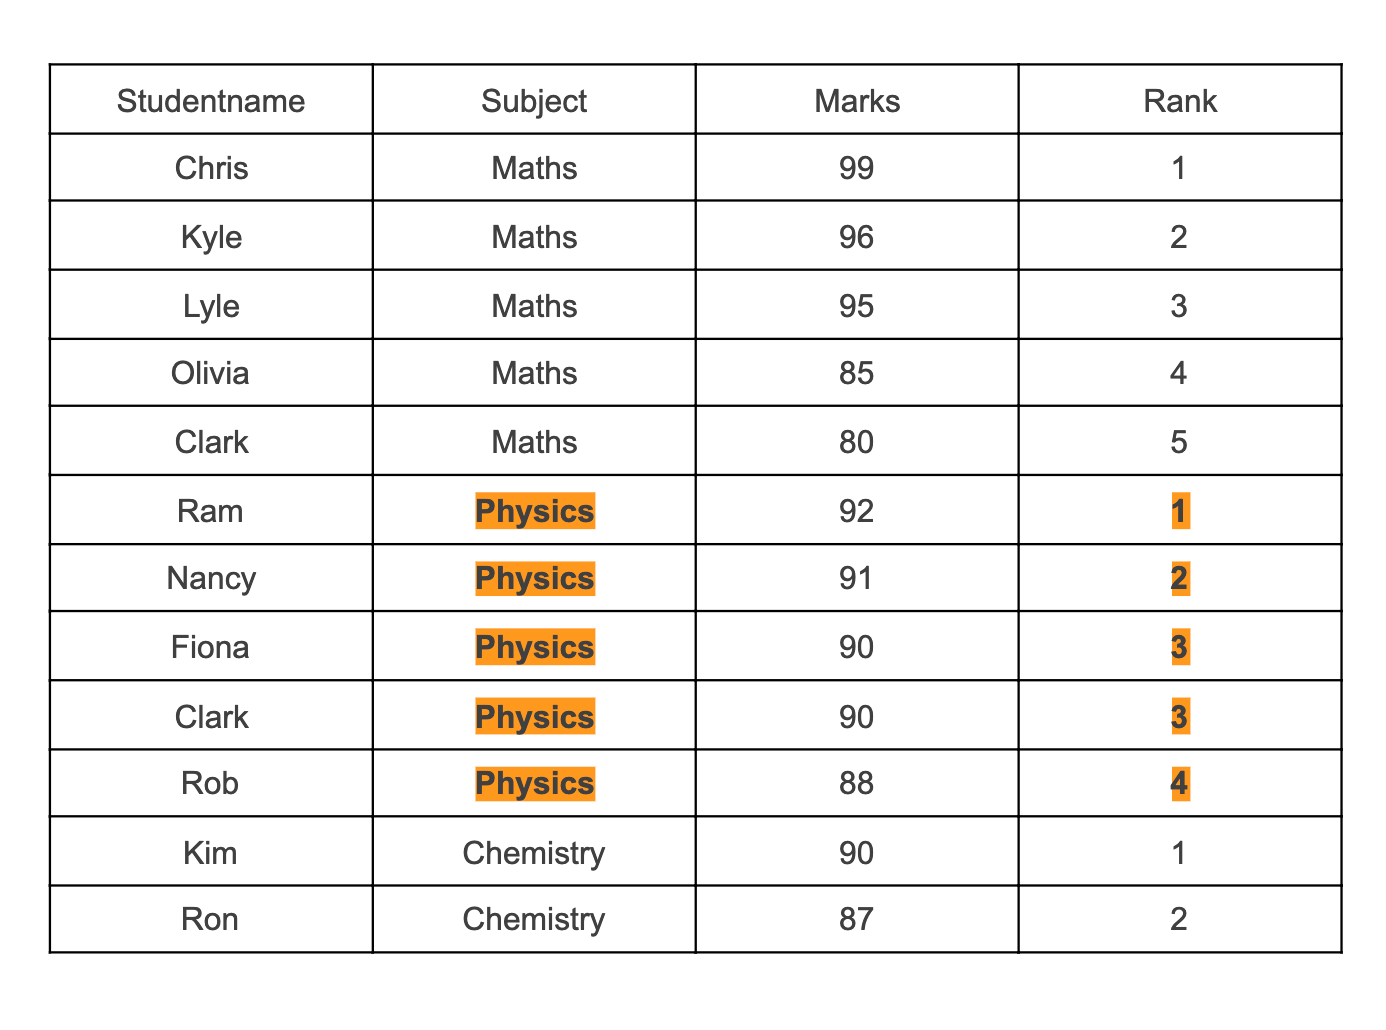 Studentname Subject Marks Rank
Chris Maths 99 1
Kyle Maths 96 2
Lyle Maths 95 3
Olivia Maths 85 4
Clark Maths 80 5
Ram Physics 92 1
Nancy Physics 91 2
Fiona Physics 90 3
Clark Physics 90 3
Rob Physics 88 4
Kim Chemistry 90 1
Ron Chemistry 87 2